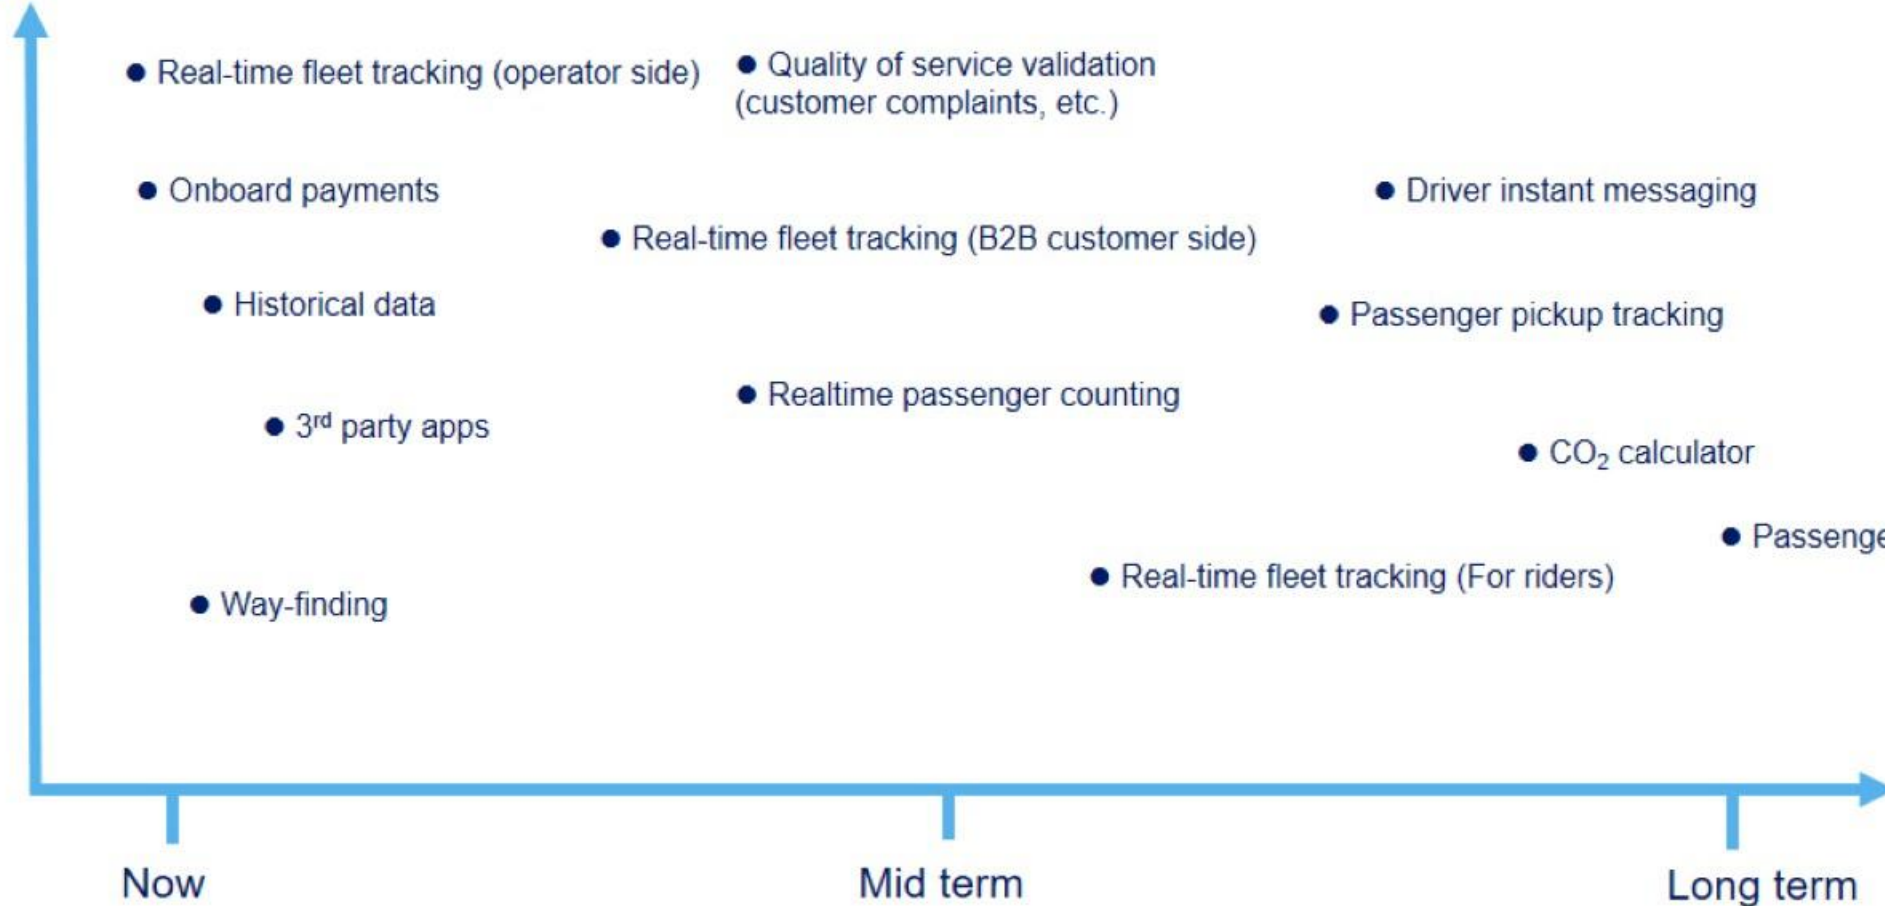 Real-time fleet tracking (operator side)
Quality of service validation
(customer complaints, etc.)
Onboard payments
Driver instant messaging
Real-time fleet tracking (B2B customer side)
Historical data
Passenger pickup tracking
Realtime passenger counting
3rd party apps
CO₂ calculator
Passenge
Real-time fleet tracking (For riders)
Way-finding
Now
Mid term
Long term